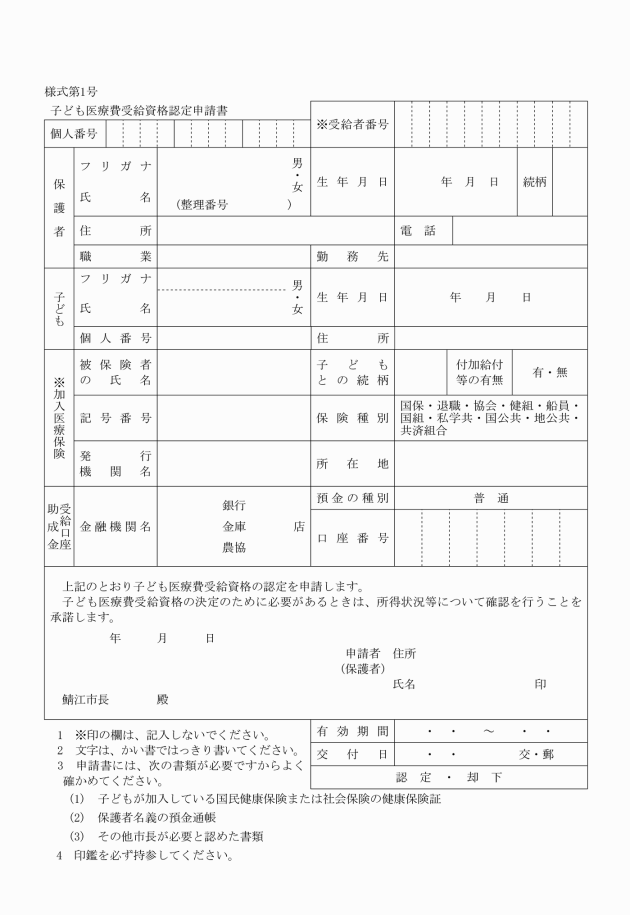 様式第1号
子ども医療費受給資格認定申請書
個人番号
※受給者番号
保護者
フリガナ
男・女
氏名
(整理番号　　　　　)
生年月日
年　月　日
続柄
住所
電話
職業
勤務先
子ども
フリガナ
男・女
氏名
生年月日
年　　月　　日
個人番号
住所
※加入医療保険
被保険者
の氏名
子ども
との続柄
付加給付
等の有無
有・無
記号番号
保険種別
国保・退職・協会・健組・船員・
国組・私学共・国公共・地公共・
共済組合
発行
機関名
所在地
助成金
受給口座
金融機関名
銀行
金庫　　　　店
農協
預金の種別
普通
口座番号
上記のとおり子ども医療費受給資格の認定を申請します。
子ども医療費受給資格の決定のために必要があるときは、所得状況等について確認を行うことを
承諾します。
年　　　月　　　日
申請者　住所
(保護者)
氏名　　　　　　　　　　印
鯖江市長　　　　殿
1　※印の欄は、記入しないでください。
2　文字は、かい書ではっきり書いてください。
3　申請書には、次の書類が必要ですからよく
確かめてください。
有効期間
・　・　～　・　・
交付日
・　・　　　　　交・郵
認定・却下
(1)　子どもが加入している国民健康保険または社会保険の健康保険証
(2)　保護者名義の預金通帳
(3)　その他市長が必要と認めた書類
4　印鑑を必ず持参してください。